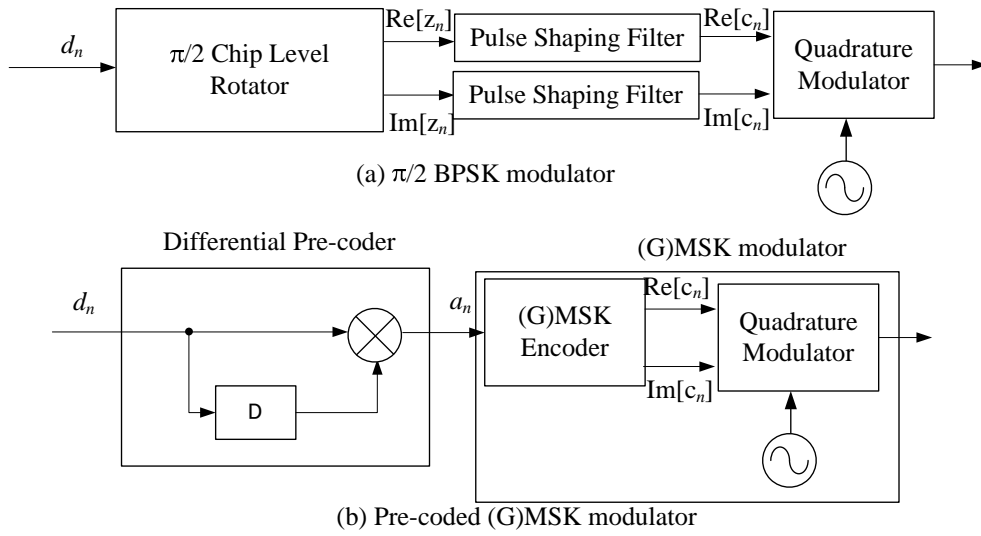 d_n
π/2 Chip Level
Rotator
Re[z_n]
Im[z_n]
Pulse Shaping Filter
Pulse Shaping Filter
Re[c_n]
Im[c_n]
Quadrature
Modulator
(a) π/2 BPSK modulator
Differential Pre-coder
d_n
D
a_n
(G)MSK modulator
(G)MSK
Encoder
Re[c_n]
Im[c_n]
Quadrature
Modulator
(b) Pre-coded (G)MSK modulator